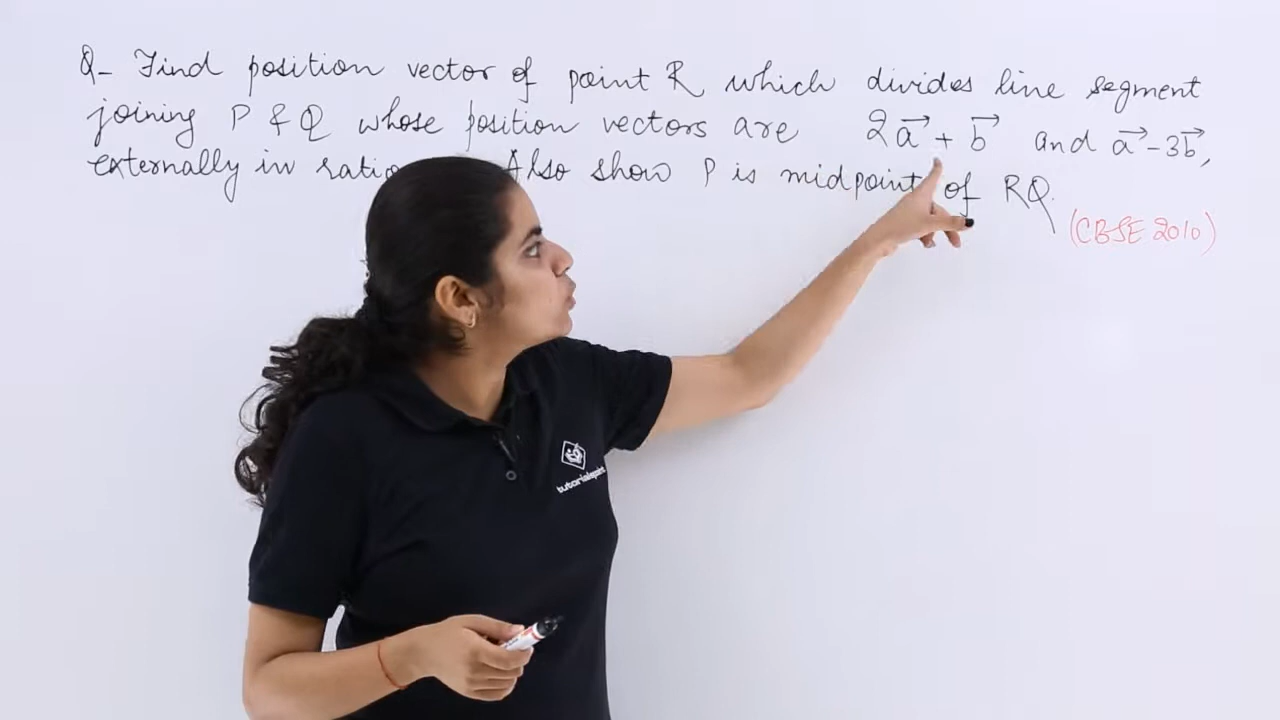 Q- Find position vector of point R which divides line segment
joining P & Q whose position vectors are 2a⃗ + b⃗ and a⃗ - 3b⃗,
externally in ratio Also show P is midpoint of RQ.
(CBSE 2010)
tutorialspoint